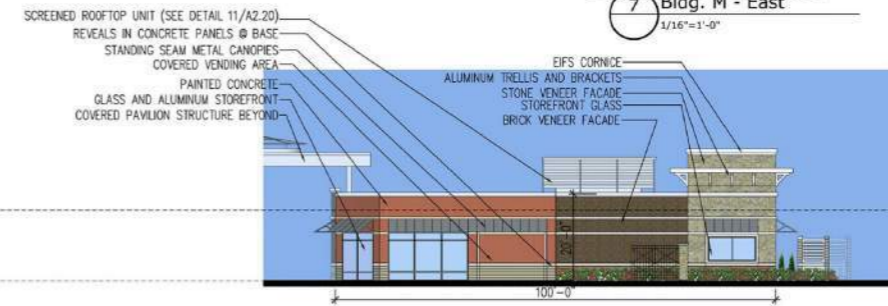 7
Bldg. M - East
1/16"=1'-0"
SCREENED ROOFTOP UNIT (SEE DETAIL 11/A2.20)
REVEALS IN CONCRETE PANELS @ BASE
STANDING SEAM METAL CANOPIES
COVERED VENDING AREA
PAINTED CONCRETE
GLASS AND ALUMINUM STOREFRONT
COVERED PAVILION STRUCTURE BEYOND
EIFS CORNICE
ALUMINUM TRELLIS AND BRACKETS
STONE VENEER FACADE
STOREFRONT GLASS
BRICK VENEER FACADE
20'-0"
100'-0"